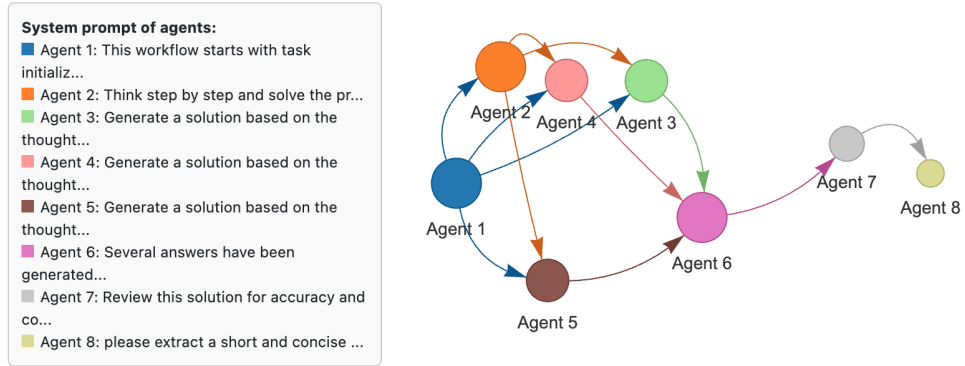 System prompt of agents:
Agent 1: This workflow starts with task
initializ...
Agent 2: Think step by step and solve the pr...
Agent 3: Generate a solution based on the
thought...
Agent 4: Generate a solution based on the
thought...
Agent 5: Generate a solution based on the
thought...
Agent 6: Several answers have been
generated...
Agent 7: Review this solution for accuracy and
co...
Agent 8: please extract a short and concise ...
Agent 2
Agent 4
Agent 3
Agent 7
Agent 8
Agent 1
Agent 6
Agent 5